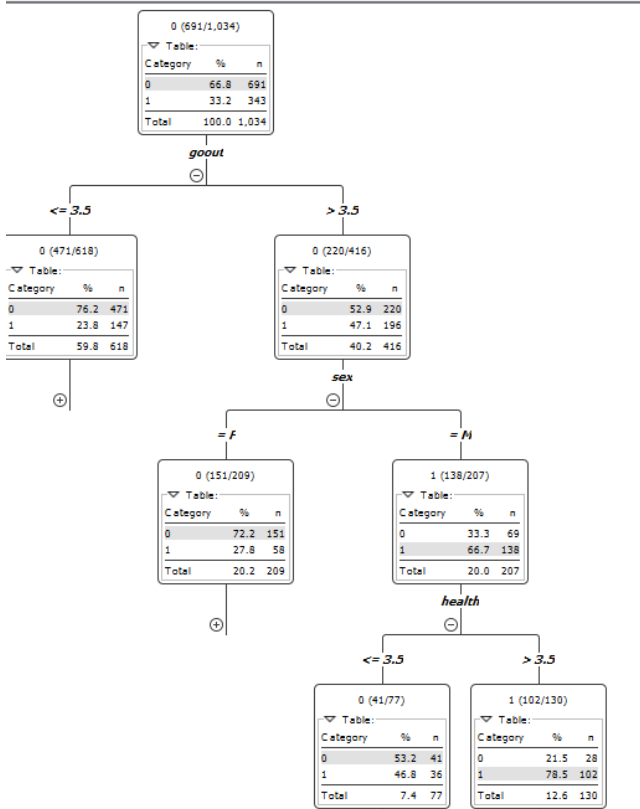 0 (691/1,034)
Table:
Category % n
0 66.8 691
1 33.2 343
Total 100.0 1,034
goout
<= 3.5
> 3.5
0 (471/618)
Table:
Category % n
0 76.2 471
1 23.8 147
Total 59.8 618
0 (220/416)
Table:
Category % n
0 52.9 220
1 47.1 196
Total 40.2 416
sex
= F
= M
0 (151/209)
Table:
Category % n
0 72.2 151
1 27.8 58
Total 20.2 209
1 (138/207)
Table:
Category % n
0 33.3 69
1 66.7 138
Total 20.0 207
health
<= 3.5
> 3.5
0 (41/77)
Table:
Category % n
0 53.2 41
1 46.8 36
Total 7.4 77
1 (102/130)
Table:
Category % n
0 21.5 28
1 78.5 102
Total 12.6 130